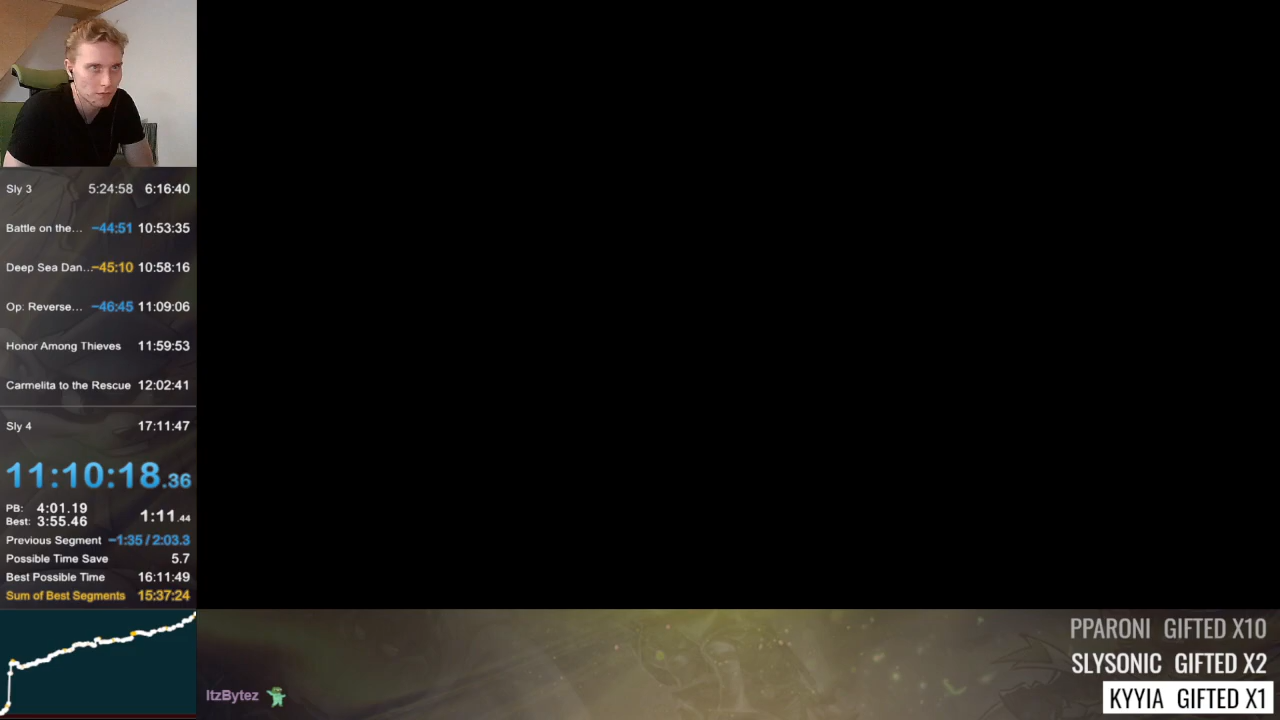 Sly 3 5:24:58 6:16:40
Battle on the... −44:51 10:53:35
Deep Sea Dan... −45:10 10:58:16
Op: Reverse... −46:45 11:09:06
Honor Among Thieves 11:59:53
Carmelita to the Rescue 12:02:41
Sly 4 17:11:47
11:10:18.36
PB: 4:01.19
Best: 3:55.46 1:11.44
Previous Segment −1:35 / 2:03.3
Possible Time Save 5.7
Best Possible Time 16:11:49
Sum of Best Segments 15:37:24
PPARONI GIFTED X10
SLYSONIC GIFTED X2
KYYIA GIFTED X1
ItzBytez